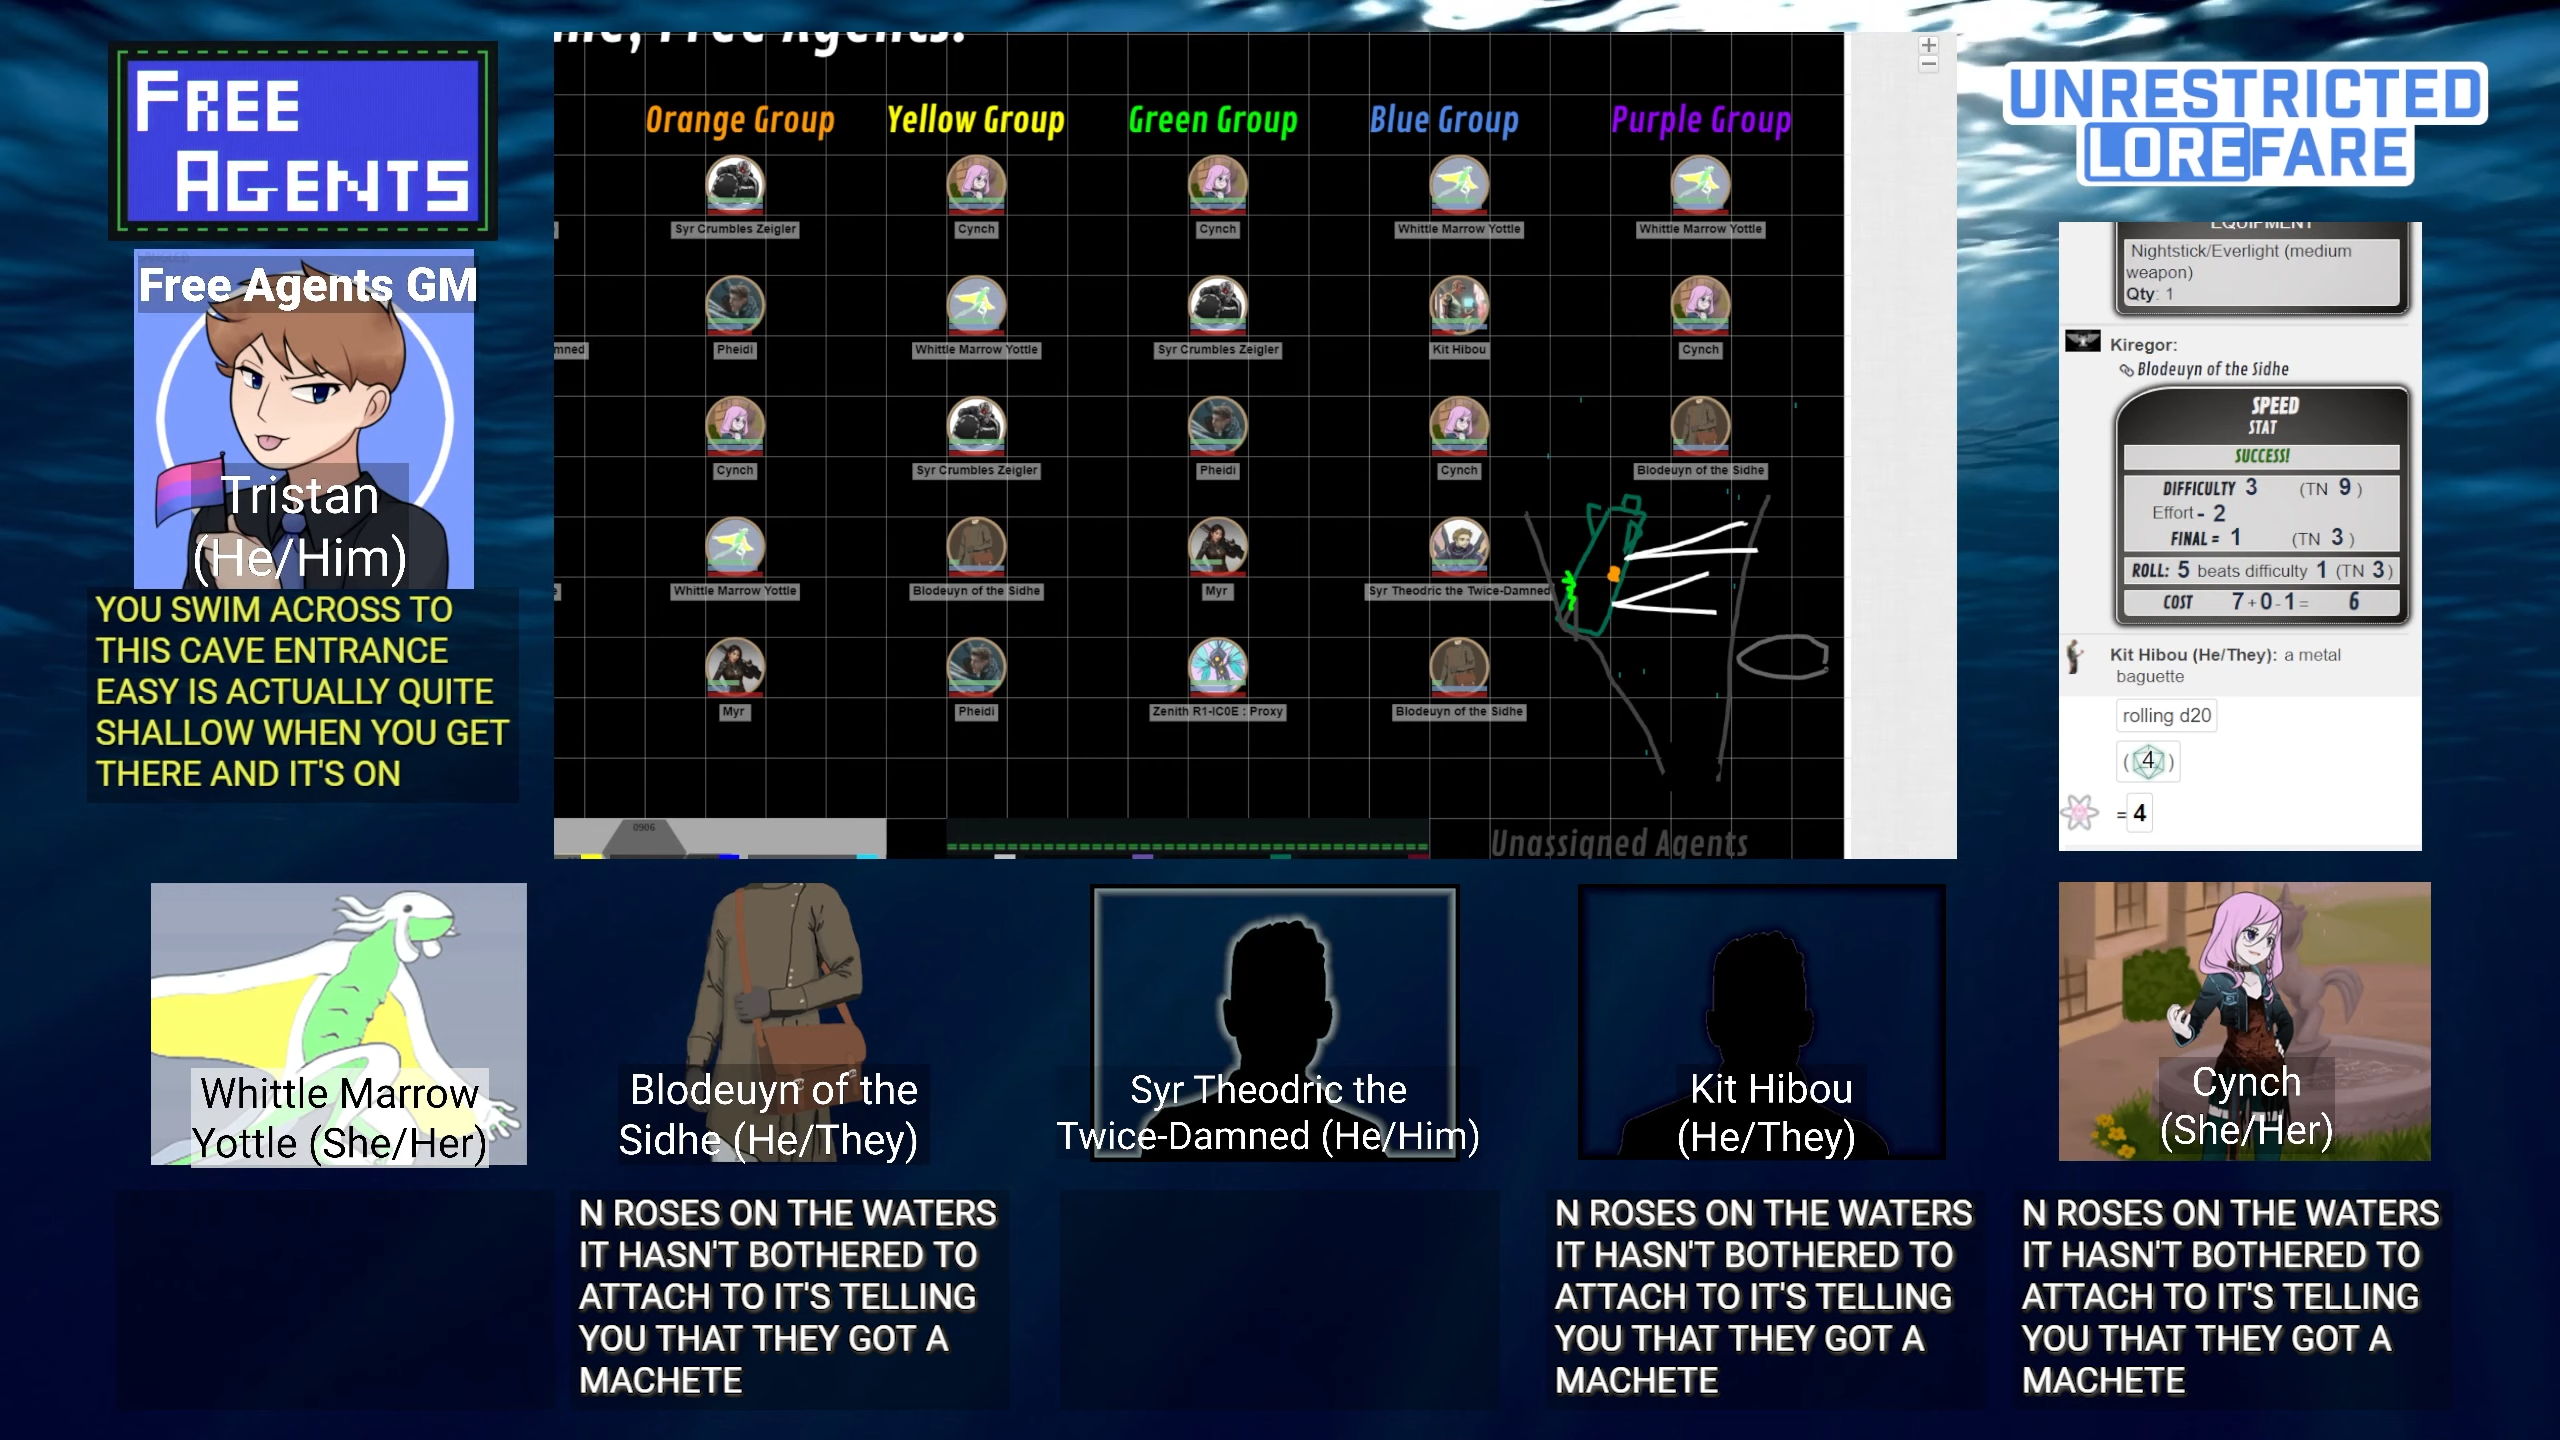 FREE
AGENTS
Free Agents GM
Tristan
(He/Him)
YOU SWIM ACROSS TO
THIS CAVE ENTRANCE
EASY IS ACTUALLY QUITE
SHALLOW WHEN YOU GET
THERE AND IT'S ON
Free Agents!
Orange Group
Yellow Group
Green Group
Blue Group
Purple Group
Syr Crumbles Zeigler
Cynch
Cynch
Whittle Marrow Yottle
Whittle Marrow Yottle
mned
Pheidi
Whittle Marrow Yottle
Syr Crumbles Zeigler
Kit Hibou
Cynch
Cynch
Syr Crumbles Zeigler
Pheidi
Cynch
Blodeuyn of the Sidhe
Whittle Marrow Yottle
Blodeuyn of the Sidhe
Myr
Syr Theodric the Twice-Damned
Myr
Pheidi
Zenith R1-IC0E : Proxy
Blodeuyn of the Sidhe
0906
Unassigned Agents
UNRESTRICTED
LOREFARE
EQUIPMENT
Nightstick/Everlight (medium
weapon)
Qty: 1
Kiregor:
Blodeuyn of the Sidhe
SPEED
STAT
SUCCESS!
DIFFICULTY 3 (TN 9 )
Effort - 2
FINAL = 1 (TN 3 )
ROLL: 5 beats difficulty 1 (TN 3 )
COST 7+0-1= 6
Kit Hibou (He/They): a metal
baguette
rolling d20
(4)
=4
Whittle Marrow
Yottle (She/Her)
Blodeuyn of the
Sidhe (He/They)
Syr Theodric the
Twice-Damned (He/Him)
Kit Hibou
(He/They)
Cynch
(She/Her)
N ROSES ON THE WATERS
IT HASN'T BOTHERED TO
ATTACH TO IT'S TELLING
YOU THAT THEY GOT A
MACHETE
N ROSES ON THE WATERS
IT HASN'T BOTHERED TO
ATTACH TO IT'S TELLING
YOU THAT THEY GOT A
MACHETE
N ROSES ON THE WATERS
IT HASN'T BOTHERED TO
ATTACH TO IT'S TELLING
YOU THAT THEY GOT A
MACHETE